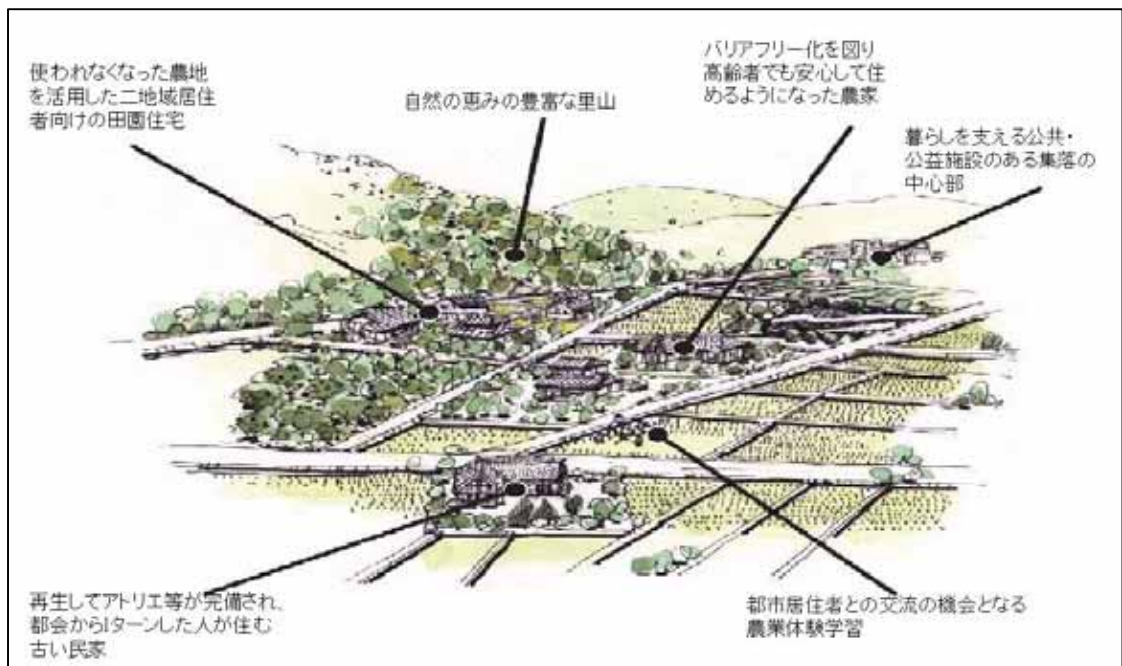 使われなくなった農地
を活用した二地域居住
者向けの田園住宅
自然の恵みの豊富な里山
バリアフリー化を図り
高齢者でも安心して住
めるようになった農家
暮らしを支える公共・
公益施設のある集落の
中心部
再生してアトリエ等が完備され、
都会からIターンした人が住む
古い民家
都市居住者との交流の機会となる
農業体験学習